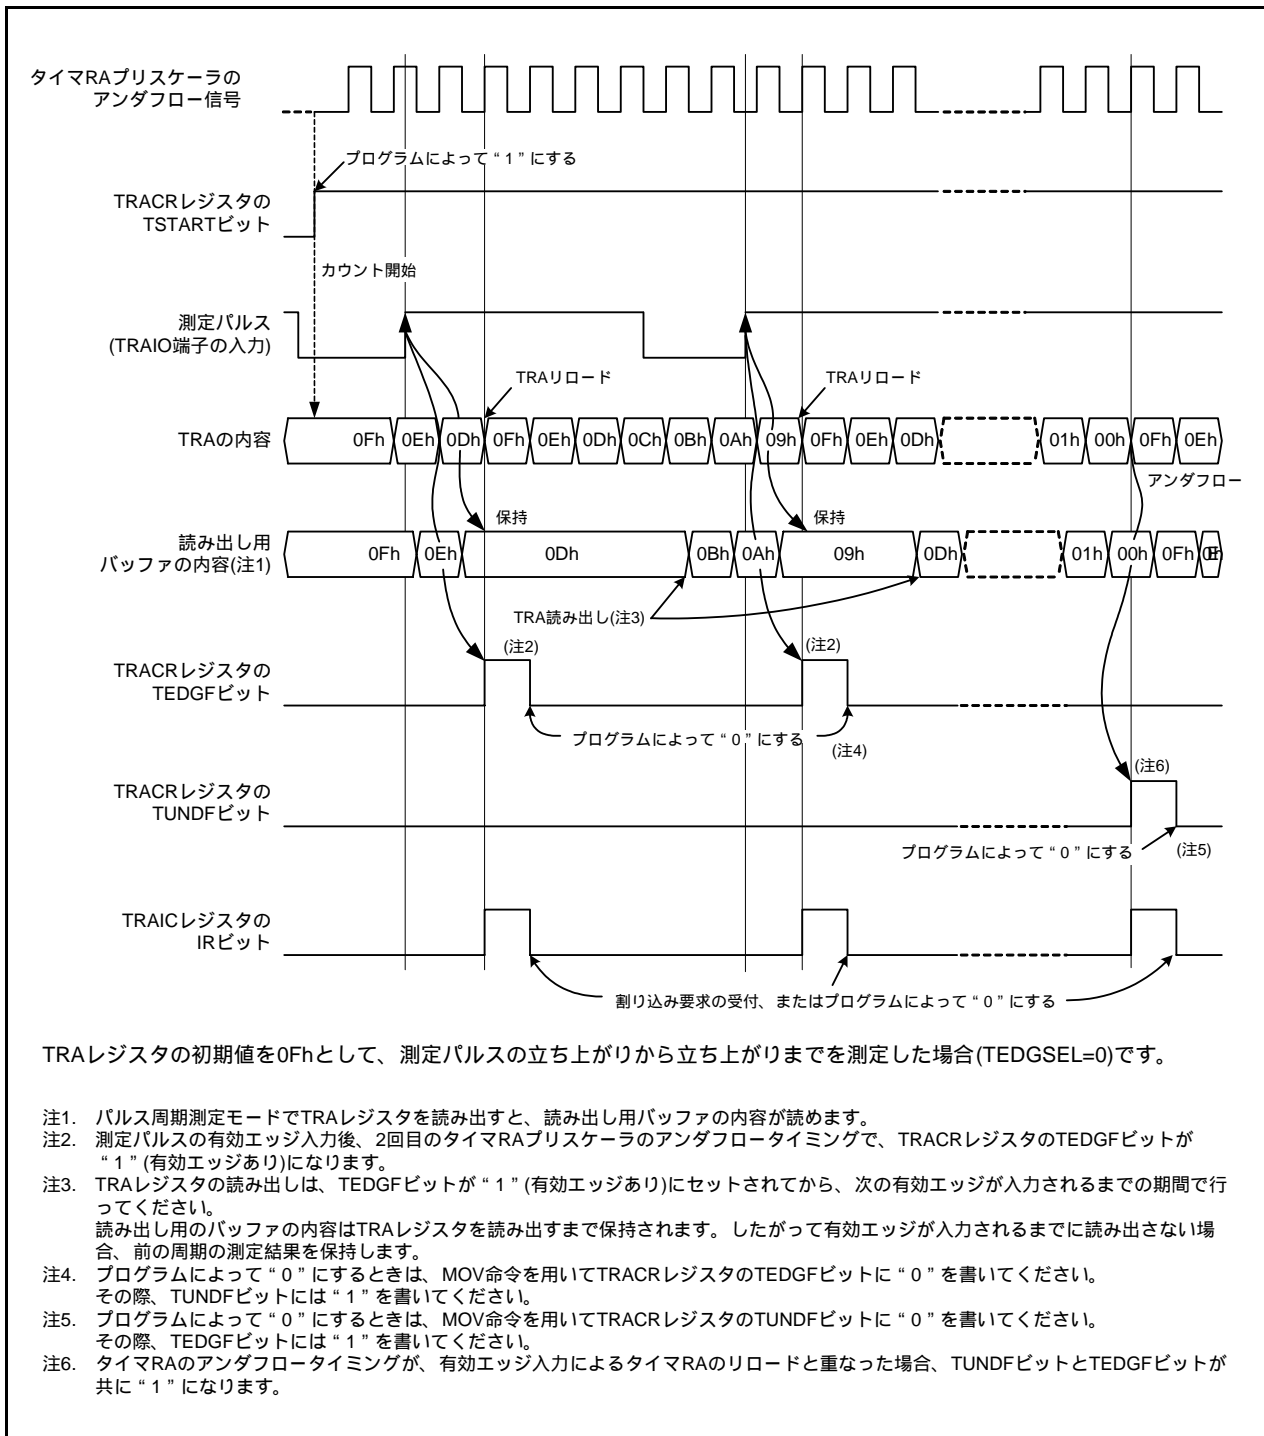 タイマRAプリスケーラの
アンダフロー信号
プログラムによって“1”にする
TRACRレジスタの
TSTARTビット
カウント開始
測定パルス
(TRAIO端子の入力)
TRAリロード
TRAリロード
TRAの内容
0Fh 0Eh 0Dh 0Fh 0Eh 0Dh 0Ch 0Bh 0Ah 09h 0Fh 0Eh 0Dh 01h 00h 0Fh 0Eh
アンダフロー
保持
保持
読み出し用
バッファの内容(注1)
0Fh 0Eh 0Dh 0Bh 0Ah 09h 0Dh 01h 00h 0Fh
TRA読み出し(注3)
TRACRレジスタの
TEDGFビット
(注2)
(注2)
プログラムによって“0”にする
(注4)
TRACRレジスタの
TUNDFビット
(注6)
プログラムによって“0”にする
(注5)
TRAICレジスタの
IRビット
割り込み要求の受付、またはプログラムによって“0”にする
TRAレジスタの初期値を0Fhとして、測定パルスの立ち上がりから立ち上がりまでを測定した場合(TEDGSEL=0)です。
注1. パルス周期測定モードでTRAレジスタを読み出すと、読み出し用バッファの内容が読めます。
注2. 測定パルスの有効エッジ入力後、2回目のタイマRAプリスケーラのアンダフロータイミングで、TRACRレジスタのTEDGFビットが
“1”(有効エッジあり)になります。
注3. TRAレジスタの読み出しは、TEDGFビットが“1”(有効エッジあり)にセットされてから、次の有効エッジが入力されるまでの期間で行
ってください。
読み出し用のバッファの内容はTRAレジスタを読み出すまで保持されます。したがって有効エッジが入力されるまでに読み出さない場
合、前の周期の測定結果を保持します。
注4. プログラムによって“0”にするときは、MOV命令を用いてTRACRレジスタのTEDGFビットに“0”を書いてください。
その際、TUNDFビットには“1”を書いてください。
注5. プログラムによって“0”にするときは、MOV命令を用いてTRACRレジスタのTUNDFビットに“0”を書いてください。
その際、TEDGFビットには“1”を書いてください。
注6. タイマRAのアンダフロータイミングが、有効エッジ入力によるタイマRAのリロードと重なった場合、TUNDFビットとTEDGFビットが
共に“1”になります。